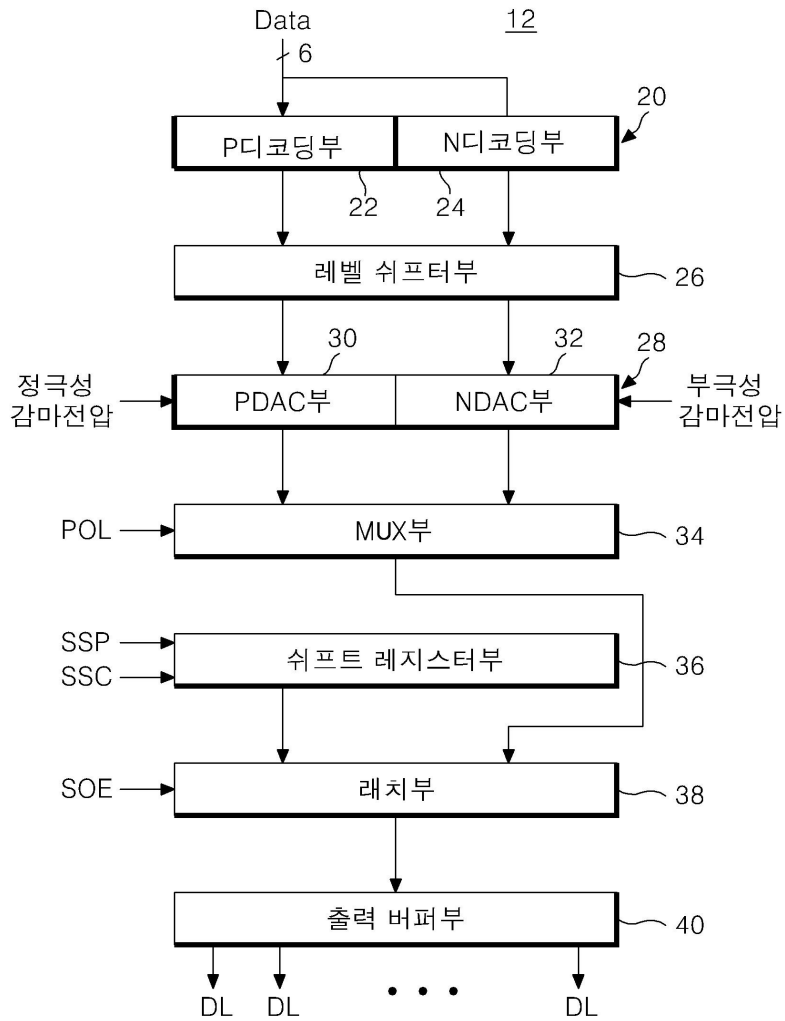 Data
12
6
P디코딩부
N디코딩부
20
22
24
레벨 쉬프터부
26
30
32
28
정극성
감마전압
PDAC부
NDAC부
부극성
감마전압
POL
MUX부
34
SSP
SSC
쉬프트 레지스터부
36
SOE
래치부
38
출력 버퍼부
40
DL
DL
• • •
DL